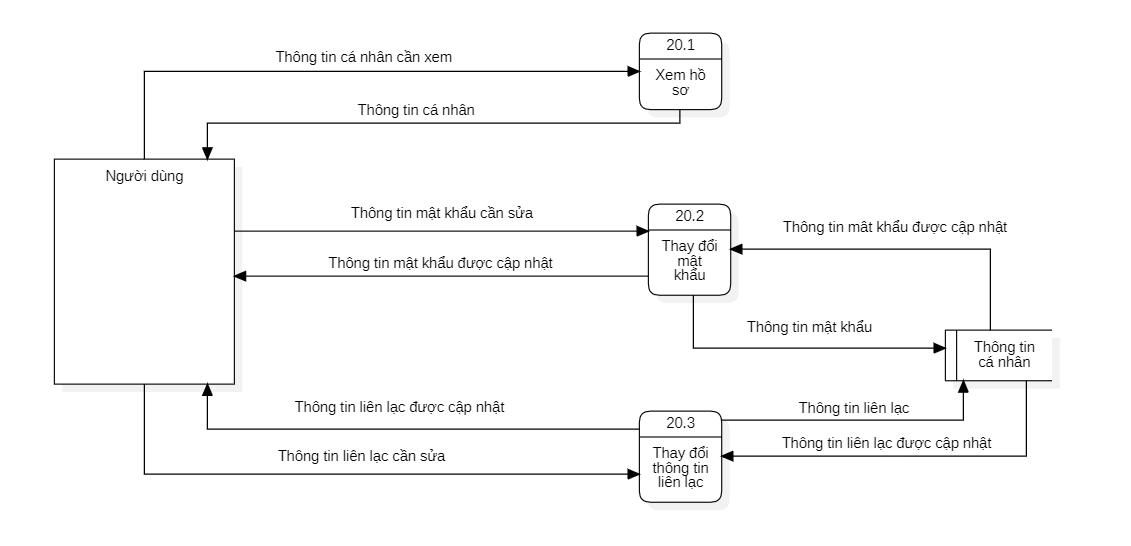 20.1
Thông tin cá nhân cần xem
Xem hồ
sơ
Thông tin cá nhân
Người dùng
Thông tin mật khẩu cần sửa
20.2
Thông tin mât khẩu được cập nhật
Thay đổi
mật
khẩu
Thông tin mật khẩu được cập nhật
Thông tin mật khẩu
Thông tin
cá nhân
Thông tin liên lạc được cập nhật
Thông tin liên lạc
20.3
Thông tin liên lạc được cập nhật
Thông tin liên lạc cần sửa
Thay đổi
thông tin
liên lạc